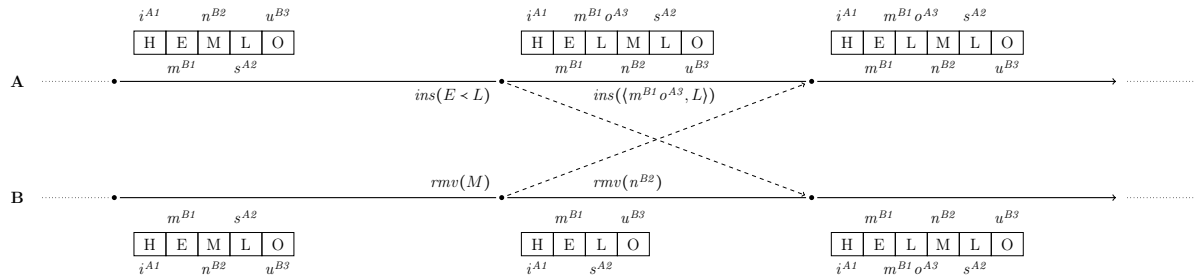 i^{A1} n^{B2} u^{B3} i^{A1} m^{B1}o^{A3} s^{A2} i^{A1} m^{B1}o^{A3} s^{A2}
H E M L O H E L M L O H E L M L O
m^{B1} s^{A2} m^{B1} n^{B2} u^{B3} m^{B1} n^{B2} u^{B3}
A
ins(E < L) ins(⟨m^{B1}o^{A3}, L⟩)
rmv(M) rmv(n^{B2})
B
m^{B1} s^{A2} m^{B1} u^{B3} m^{B1} n^{B2} u^{B3}
H E M L O H E L O H E L M L O
i^{A1} n^{B2} u^{B3} i^{A1} s^{A2} i^{A1} m^{B1}o^{A3} s^{A2}